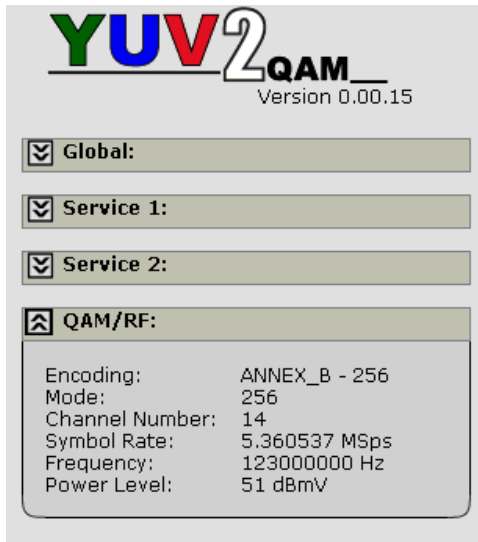 YUV2QAM__
Version 0.00.15
Global:
Service 1:
Service 2:
QAM/RF:
Encoding: ANNEX_B - 256
Mode: 256
Channel Number: 14
Symbol Rate: 5.360537 MSps
Frequency: 123000000 Hz
Power Level: 51 dBmV